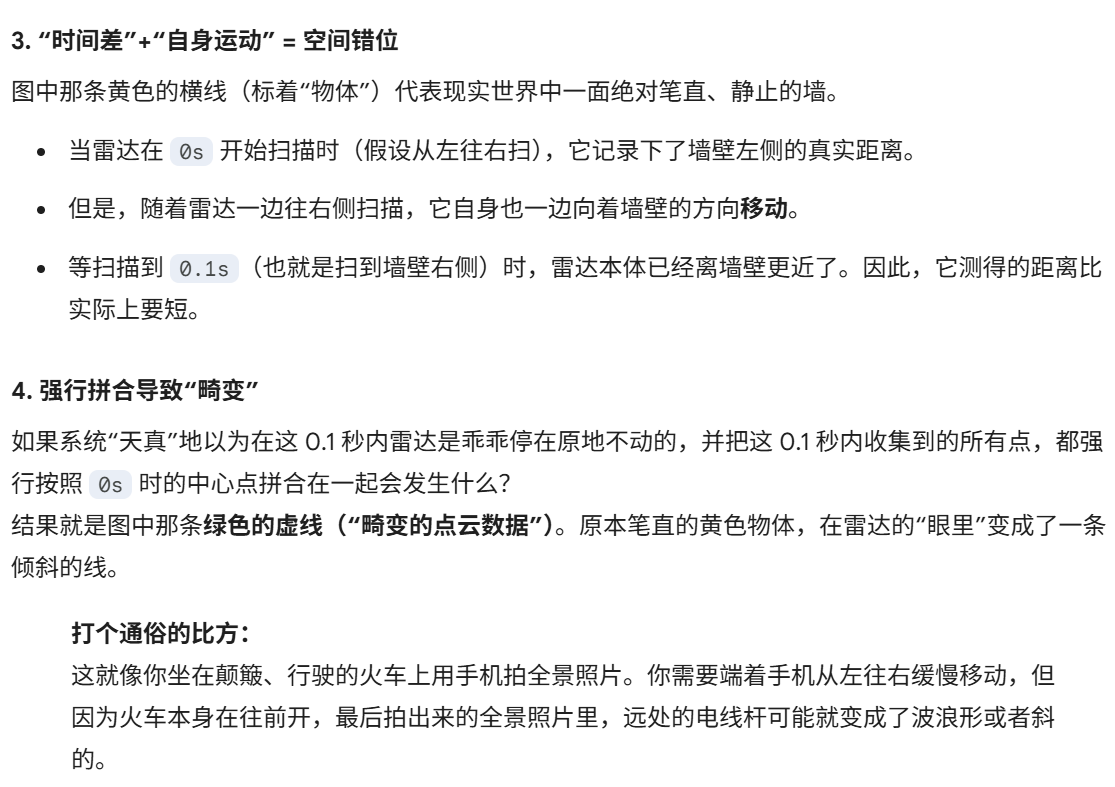 3. “时间差”+“自身运动” = 空间错位
图中那条黄色的横线（标着“物体”）代表现实世界中一面绝对笔直、静止的墙。
• 当雷达在 0s 开始扫描时（假设从左往右扫），它记录下了墙壁左侧的真实距离。
• 但是，随着雷达一边往右侧扫描，它自身也一边向着墙壁的方向移动。
• 等扫描到 0.1s（也就是扫到墙壁右侧）时，雷达本体已经离墙壁更近了。因此，它测得的距离比
实际上要短。
4. 强行拼合导致“畸变”
如果系统“天真”地以为在这 0.1 秒内雷达是乖乖停在原地不动的，并把这 0.1 秒内收集到的所有点，都强
行按照 0s 时的中心点拼合在一起会发生什么？
结果就是图中那条绿色的虚线（“畸变的点云数据”）。原本笔直的黄色物体，在雷达的“眼里”变成了一条
倾斜的线。
打个通俗的比方：
这就像你坐在颠簸、行驶的火车上用手机拍全景照片。你需要端着手机从左往右缓慢移动，但
因为火车本身在往前开，最后拍出来的全景照片里，远处的电线杆可能就变成了波浪形或者斜
的。